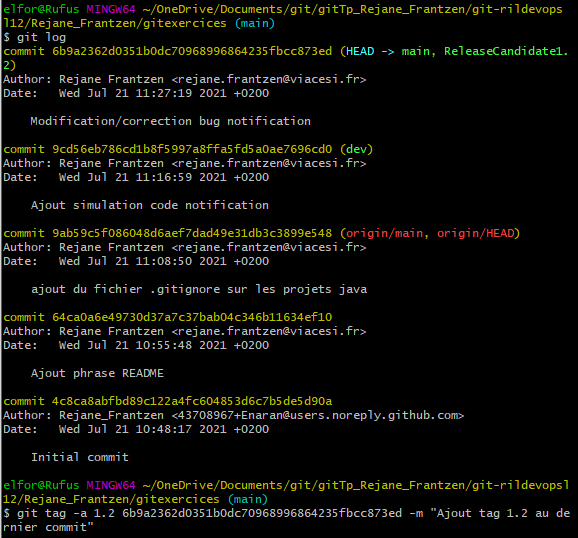 elfor@Rufus MINGW64 ~/OneDrive/Documents/git/gitTp_Rejane_Frantzen/git-rildevops
l12/Rejane_Frantzen/gitexercices (main)
$ git log
commit 6b9a2362d0351b0dc70968996864235fbcc873ed (HEAD -> main, ReleaseCandidate1.
2)
Author: Rejane Frantzen <rejane.frantzen@viacesi.fr>
Date:   Wed Jul 21 11:27:19 2021 +0200
    Modification/correction bug notification
commit 9cd56eb786cd1b8f5997a8ffa5fd5a0ae7696cd0 (dev)
Author: Rejane Frantzen <rejane.frantzen@viacesi.fr>
Date:   Wed Jul 21 11:16:59 2021 +0200
    Ajout simulation code notification
commit 9ab59c5f086048d6aef7dad49e31db3c3899e548 (origin/main, origin/HEAD)
Author: Rejane Frantzen <rejane.frantzen@viacesi.fr>
Date:   Wed Jul 21 11:08:50 2021 +0200
    ajout du fichier .gitignore sur les projets java
commit 64ca0a6e49730d37a7c37bab04c346b11634ef10
Author: Rejane Frantzen <rejane.frantzen@viacesi.fr>
Date:   Wed Jul 21 10:55:48 2021 +0200
    Ajout phrase README
commit 4c8ca8abfbd89c122a4fc604853d6c7b5de5d90a
Author: Rejane_Frantzen <43708967+Enaran@users.noreply.github.com>
Date:   Wed Jul 21 10:48:17 2021 +0200
    Initial commit
elfor@Rufus MINGW64 ~/OneDrive/Documents/git/gitTp_Rejane_Frantzen/git-rildevopsl
l12/Rejane_Frantzen/gitexercices (main)
$ git tag -a 1.2 6b9a2362d0351b0dc70968996864235fbcc873ed -m "Ajout tag 1.2 au de
rnier commit"